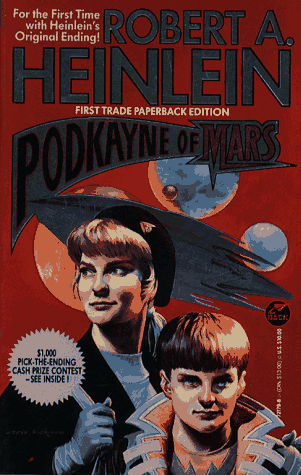 For the First Time
with Heinlein's
Original Ending!
ROBERT A.
HEINLEIN
FIRST TRADE PAPERBACK EDITION
PODKAYNE OF MARS
BAEN
$1,000
PICK-THE-ENDING
CASH PRIZE CONTEST
—SEE INSIDE!